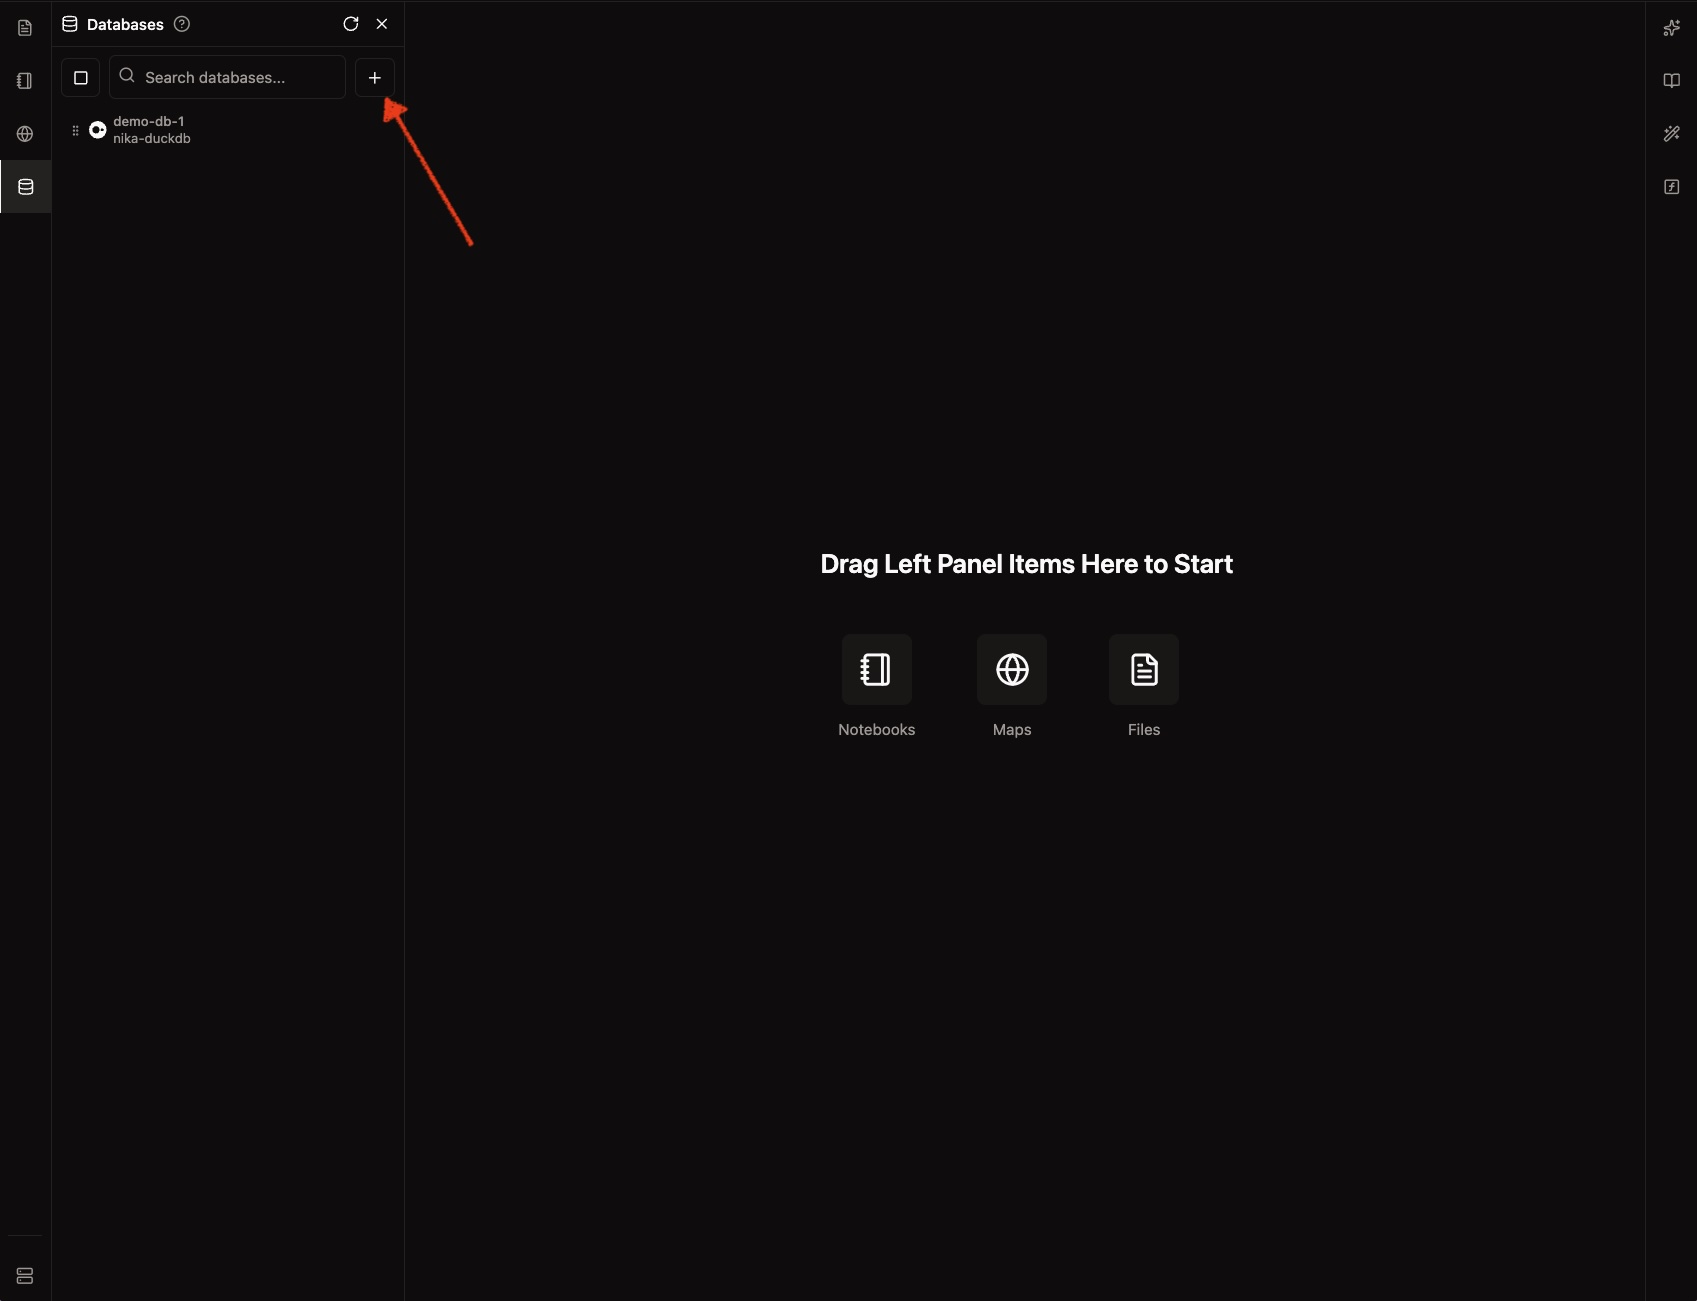 Databases
Search databases...
demo-db-1
nika-duckdb
Drag Left Panel Items Here to Start
Notebooks
Maps
Files